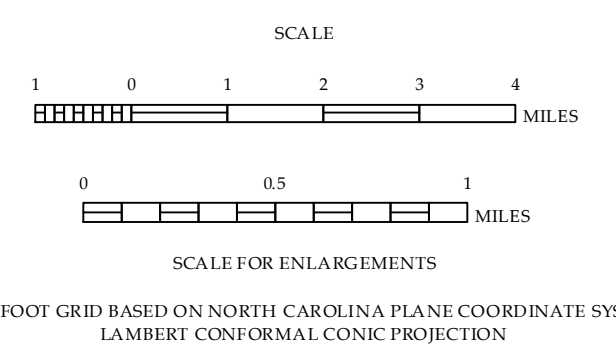 SCALE
1 0 1 2 3 4
MILES
0 0.5 1
MILES
SCALE FOR ENLARGEMENTS
FOOT GRID BASED ON NORTH CAROLINA PLANE COORDINATE
LAMBERT CONFORMAL CONIC PROJECTION